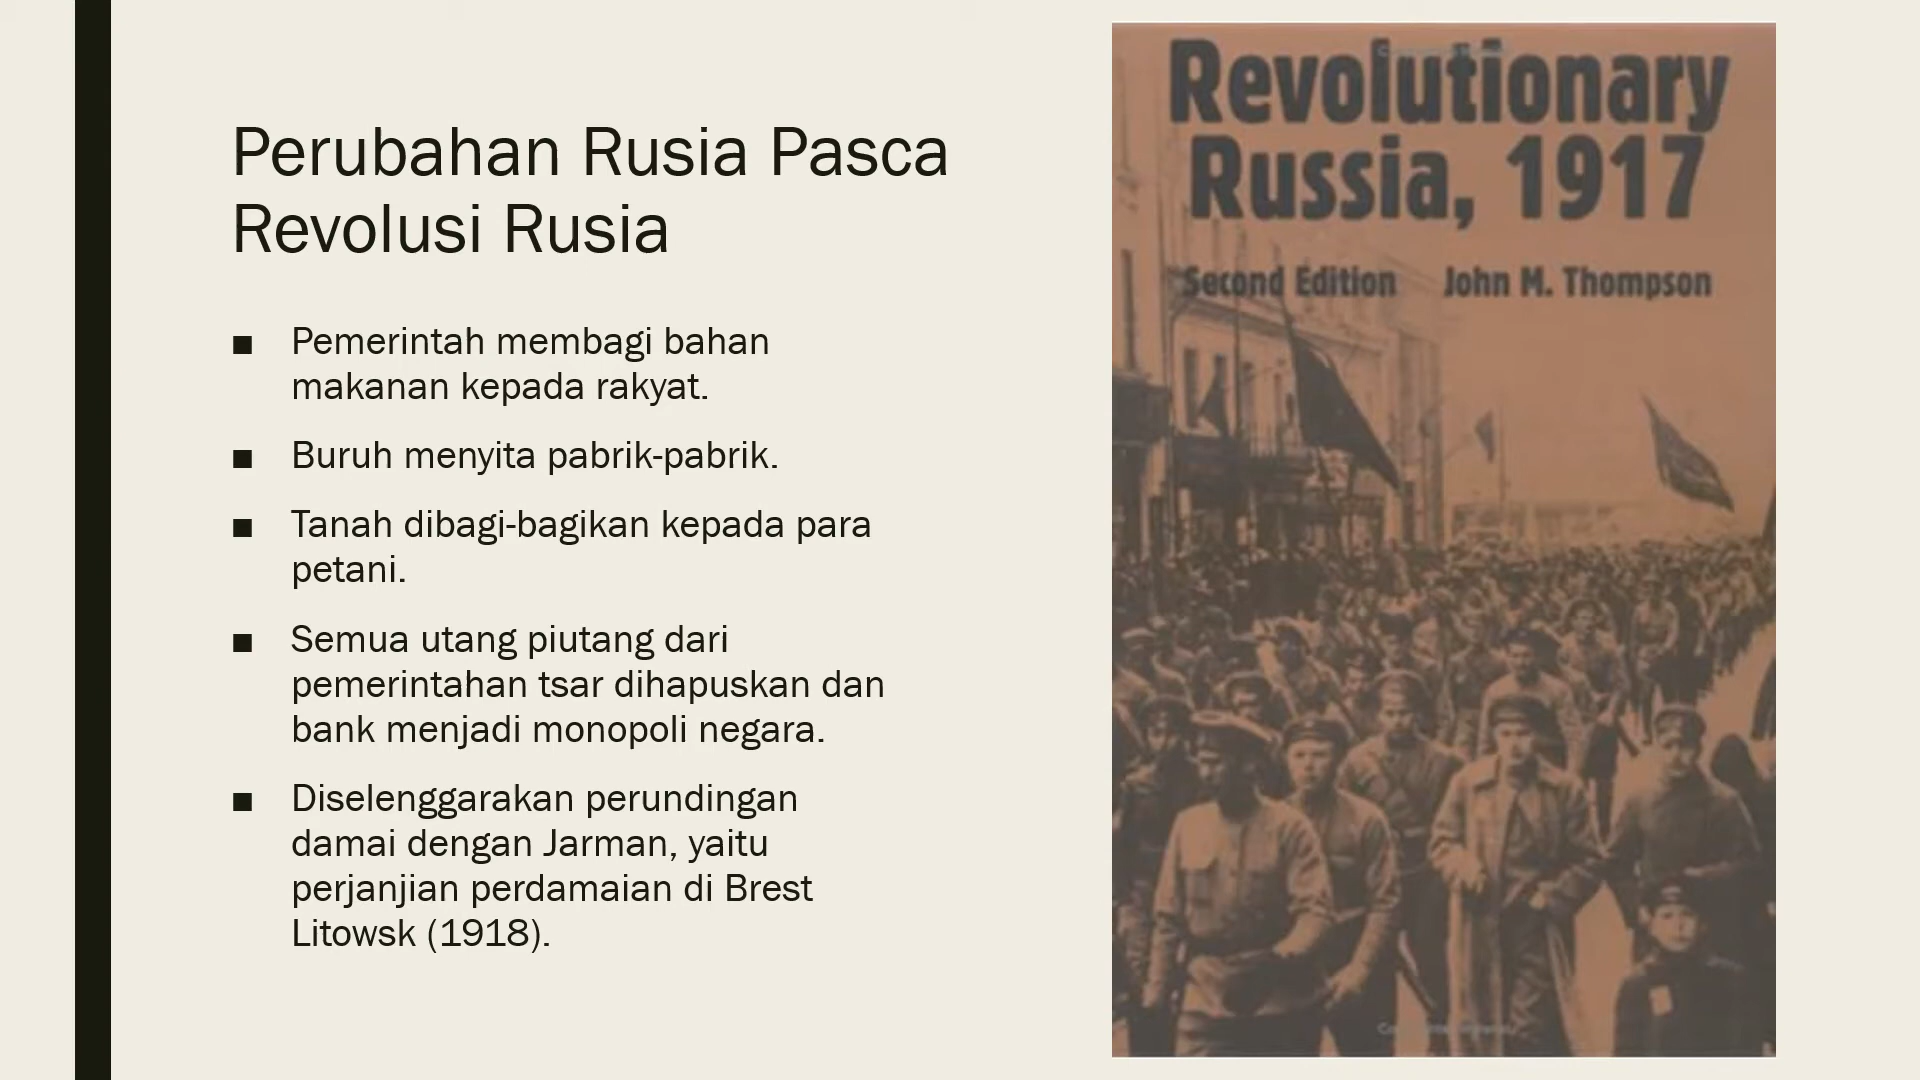 Perubahan Rusia Pasca
Revolusi Rusia
■ Pemerintah membagi bahan
makanan kepada rakyat.
■ Buruh menyita pabrik-pabrik.
■ Tanah dibagi-bagikan kepada para
petani.
■ Semua utang piutang dari
pemerintahan tsar dihapuskan dan
bank menjadi monopoli negara.
■ Diselenggarakan perundingan
damai dengan Jarman, yaitu
perjanjian perdamaian di Brest
Litowsk (1918).
Revolutionary
Russia, 1917
Second Edition John M. Thompson